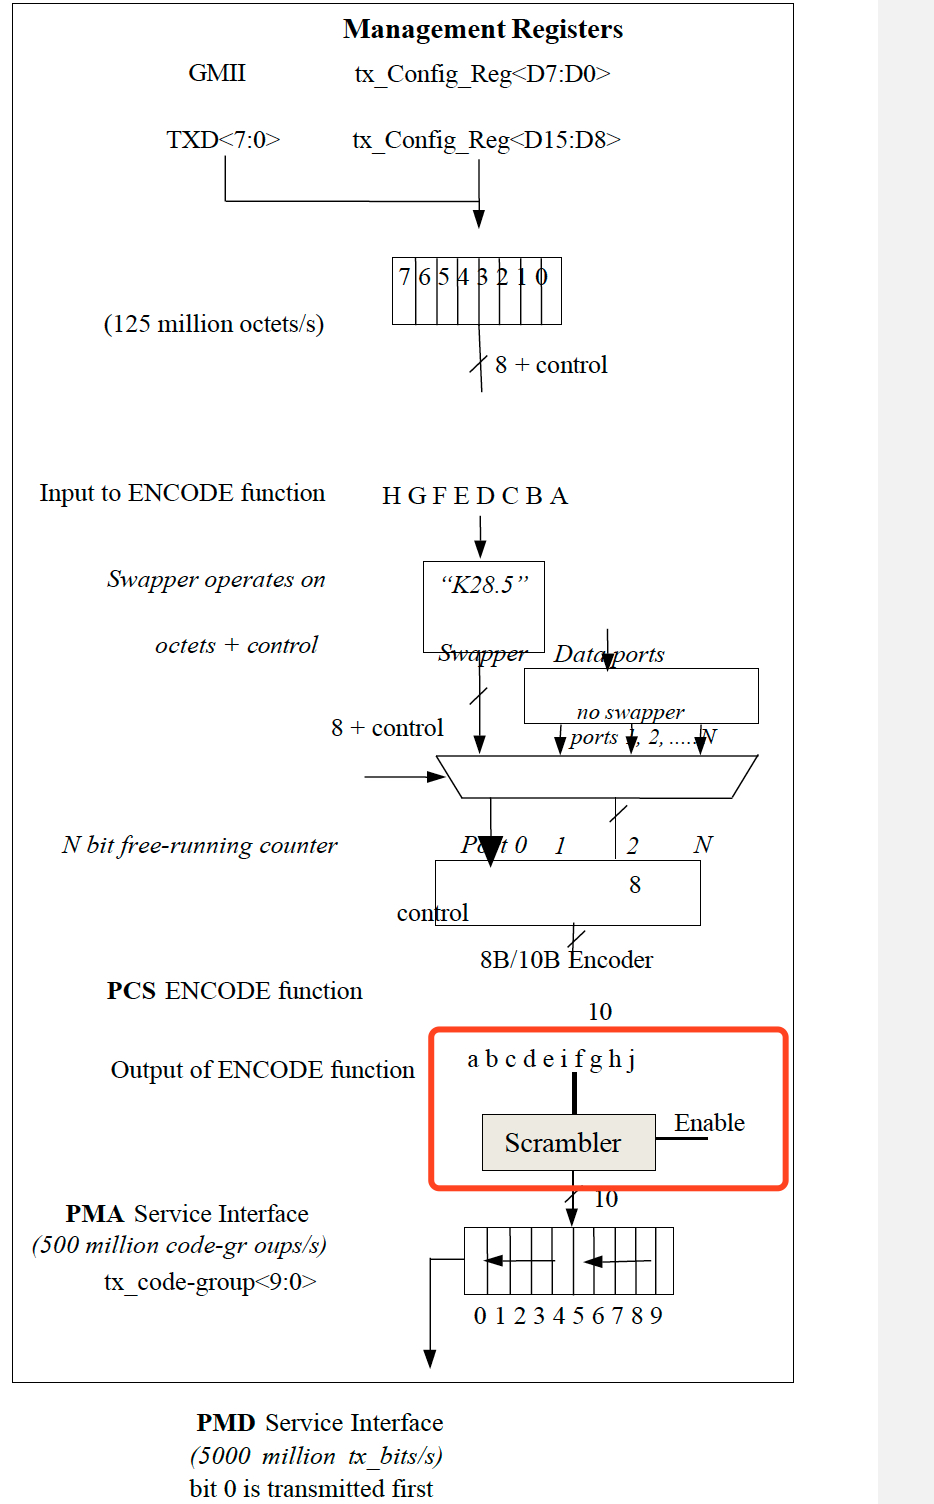 Management Registers
GMII tx_Config_Reg<D7:D0>
TXD<7:0> tx_Config_Reg<D15:D8>
7 6 5 4 3 2 1 0
(125 million octets/s)
8 + control
Input to ENCODE function H G F E D C B A
Swapper operates on "K28.5"
octets + control Swapper Data ports
no swapper
8 + control ports 1, 2, .....N
N bit free-running counter Port 0 1 2 N
8
control
8B/10B Encoder
PCS ENCODE function
10
Output of ENCODE function a b c d e i f g h j
Enable
Scrambler
10
PMA Service Interface
(500 million code-gr oups/s)
tx_code-group<9:0>
0 1 2 3 4 5 6 7 8 9
PMD Service Interface
(5000 million tx_bits/s)
bit 0 is transmitted first